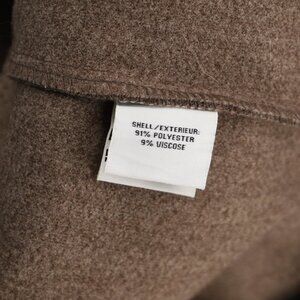 SHELL/EXTERIEUR:
91% POLYESTER
9% VISCOSE